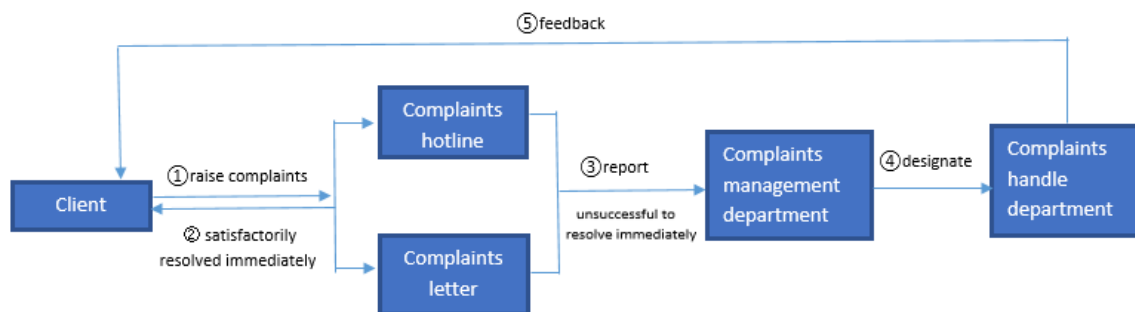 ⑤feedback
Complaints
hotline
①raise complaints
Client
② satisfactorily
resolved immediately
Complaints
letter
③report
unsuccessful to
resolve immediately
Complaints
management
department
④designate
Complaints
handle
department